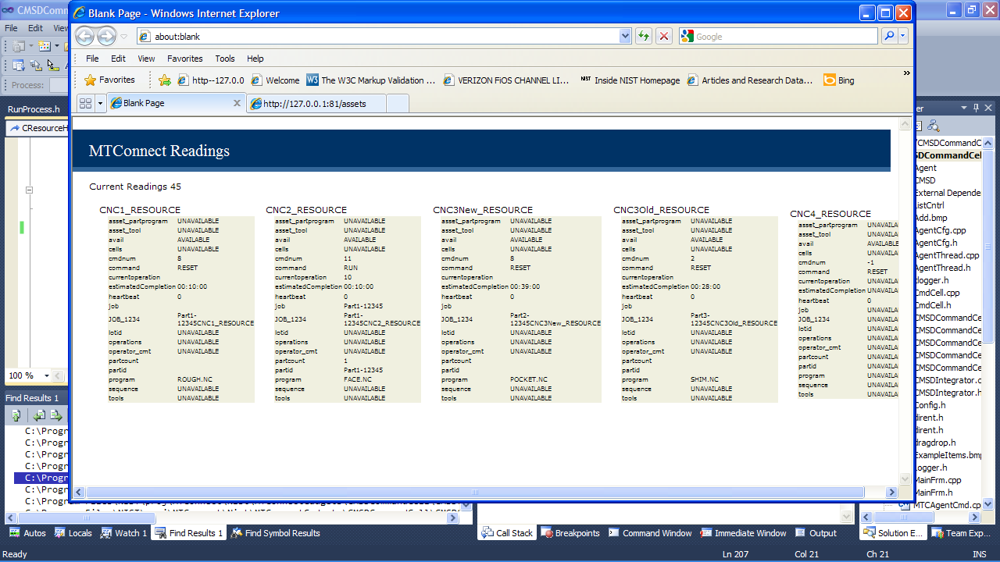 CMSDComm
Blank Page - Windows Internet Explorer
File Edit View
about:blank
Google
File Edit View Favorites Tools Help
Process:
Favorites
http--127.0.0 Welcome The W3C Markup Validation ... VERIZON FiOS CHANNEL LI... NIST Inside NIST Homepage Articles and Research Data... Bing
Blank Page http://127.0.0.1:81/assets
RunProcess.h
CResourceH
MTConnect Readings
Current Readings 45
CNC1_RESOURCE
asset_partprogram UNAVAILABLE
asset_tool UNAVAILABLE
avail AVAILABLE
cells UNAVAILABLE
cmdnum 8
command RESET
currentoperation
estimatedCompletion 00:10:00
heartbeat 0
job
JOB_1234 Part1-
12345CNC1_RESOURCE
lotid UNAVAILABLE
operations UNAVAILABLE
operator_cmt UNAVAILABLE
partcount
partid
program ROUGH.NC
sequence UNAVAILABLE
tools UNAVAILABLE
CNC2_RESOURCE
asset_partprogram UNAVAILABLE
asset_tool UNAVAILABLE
avail AVAILABLE
cells UNAVAILABLE
cmdnum 11
command RUN
currentoperation 10
estimatedCompletion 00:10:00
heartbeat 0
job Part1-12345
JOB_1234 Part1-
12345CNC2_RESOURCE
lotid UNAVAILABLE
operations UNAVAILABLE
operator_cmt UNAVAILABLE
partcount 1
partid Part1-12345
program FACE.NC
sequence UNAVAILABLE
tools UNAVAILABLE
CNC3New_RESOURCE
asset_partprogram UNAVAILABLE
asset_tool UNAVAILABLE
avail AVAILABLE
cells UNAVAILABLE
cmdnum 8
command RESET
currentoperation
estimatedCompletion 00:39:00
heartbeat 0
job
JOB_1234 Part2-
12345CNC3New_RESOURCE
lotid UNAVAILABLE
operations UNAVAILABLE
operator_cmt UNAVAILABLE
partcount
partid
program POCKET.NC
sequence UNAVAILABLE
tools UNAVAILABLE
CNC3Old_RESOURCE
asset_partprogram UNAVAILABLE
asset_tool UNAVAILABLE
avail AVAILABLE
cells UNAVAILABLE
cmdnum 2
command RESET
currentoperation
estimatedCompletion 00:28:00
heartbeat 0
job
JOB_1234 Part3-
12345CNC3Old_RESOURCE
lotid UNAVAILABLE
operations UNAVAILABLE
operator_cmt UNAVAILABLE
partcount
partid
program SHIM.NC
sequence UNAVAILABLE
tools UNAVAILABLE
CNC4_RESOURCE
asset_partprogram UNAVAILA
asset_tool UNAVAILA
avail AVAILABLE
cells UNAVAILA
cmdnum -1
command RESET
currentoperation UNAVAILA
estimatedCompletion UNAVAILA
heartbeat 0
job UNAVAILA
JOB_1234 UNAVAILA
lotid UNAVAILA
operations UNAVAILA
operator_cmt UNAVAILA
partcount UNAVAILA
partid UNAVAILA
program UNAVAILA
sequence UNAVAILA
tools UNAVAILA
er
CMSDCommandC
SDCommandCel
Agent
CMSD
External Depende
ListCntrl
Add.bmp
AgentCfg.cpp
AgentCfg.h
AgentThread.cpp
AgentThread.h
clogger.h
CmdCell.cpp
CmdCell.h
CMSDCommandCe
CMSDCommandCe
CMSDCommandCe
CMSDCommandCe
CMSDCommandCe
CMSDIntegrator.c
CMSDIntegrator.h
Config.h
dirent.h
dirent.h
dragdrop.h
ExampleItems.bmp
Logger.h
MainFrm.cpp
MainFrm.h
MTCAgentCmd.cp
100 %
Find Results 1
C:\Progr
C:\Progr
C:\Progr
C:\Progr
C:\Progr
C:\Progr
Autos Locals Watch 1 Find Results 1 Find Symbol Results Call Stack Breakpoints Command Window Immediate Window Output Solution E... Team Exp...
Ready Ln 207 Col 21 Ch 21 INS